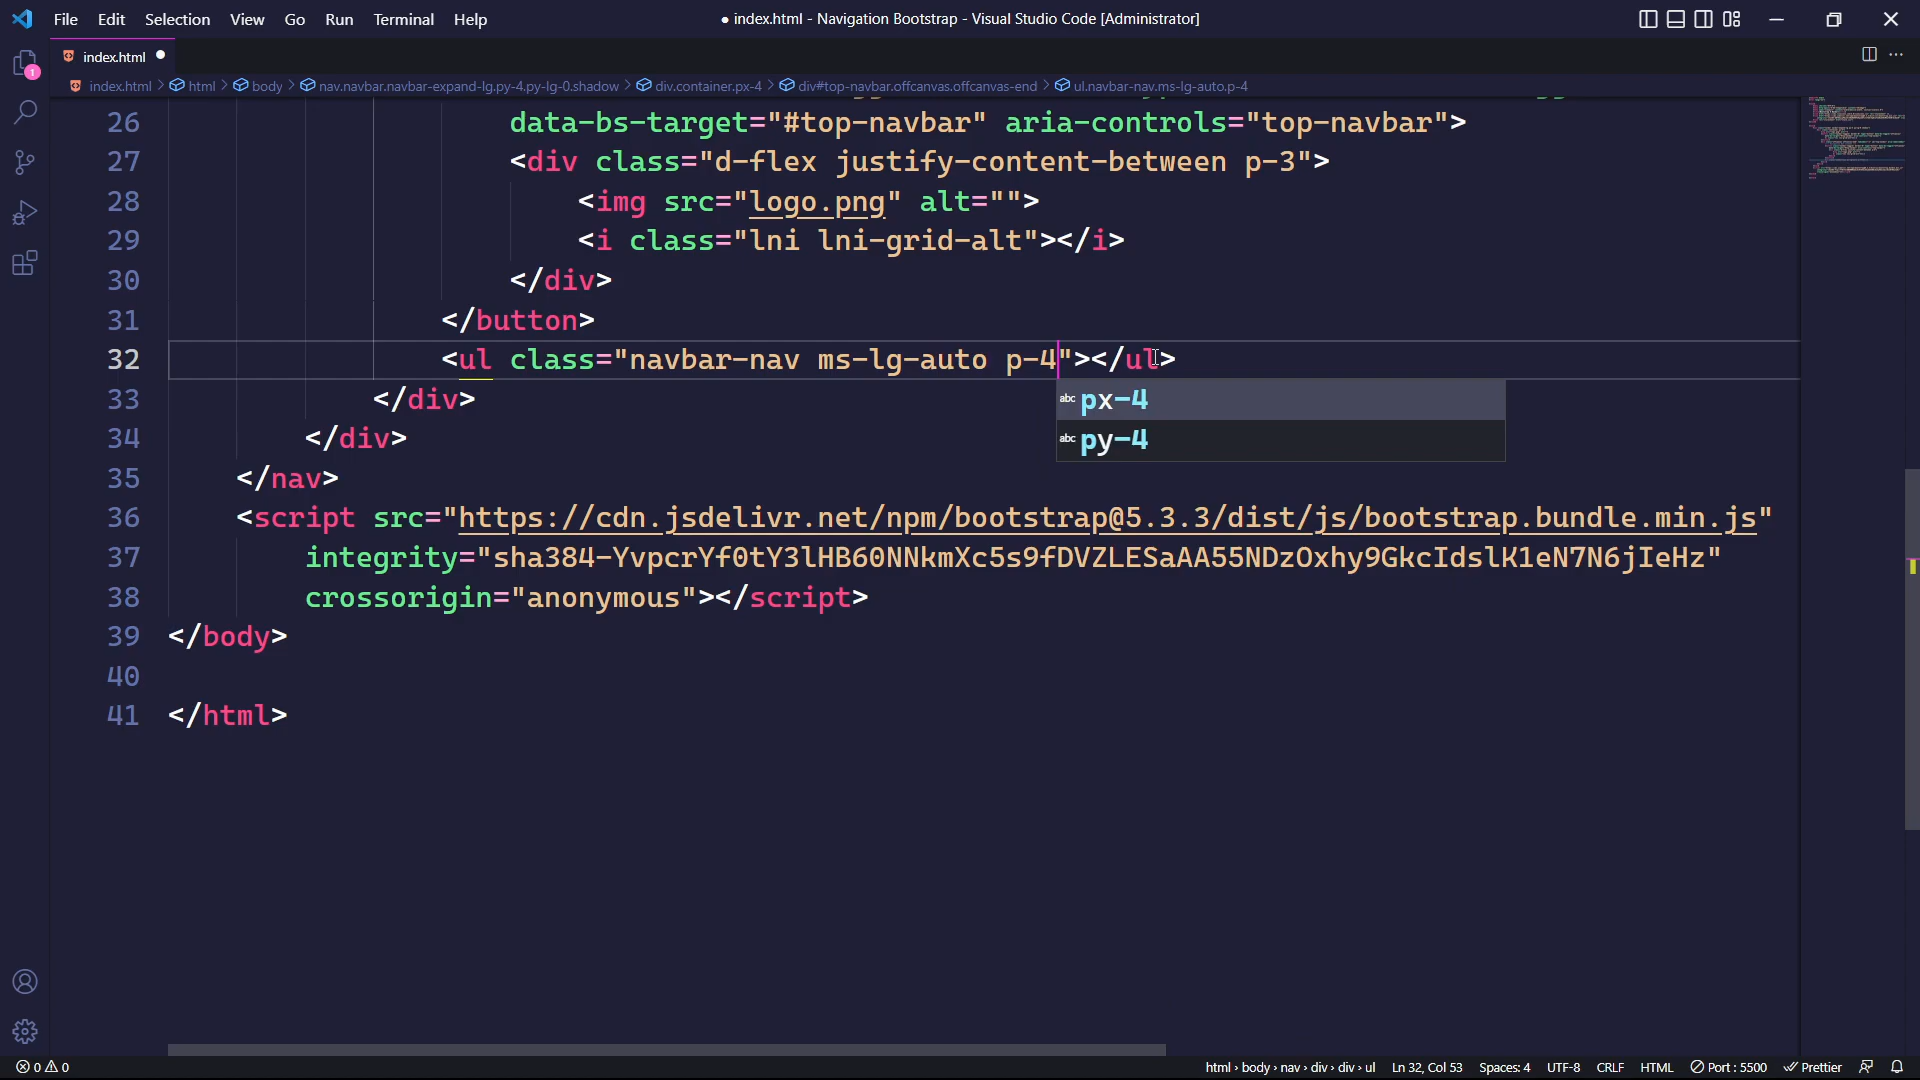 File Edit Selection View Go Run Terminal Help
● index.html - Navigation Bootstrap - Visual Studio Code [Administrator]
index.html
1
index.html > html > body > nav.navbar.navbar-expand-lg.py-4.py-lg-0.shadow > div.container.px-4 > div#top-navbar.offcanvas.offcanvas-end > ul.navbar-nav.ms-lg-auto.p-4
26 data-bs-target="#top-navbar" aria-controls="top-navbar">
27 <div class="d-flex justify-content-between p-3">
28 <img src="logo.png" alt="">
29 <i class="lni lni-grid-alt"></i>
30 </div>
31 </button>
32 <ul class="navbar-nav ms-lg-auto p-4"></ul>
abc px-4
33 </div>
abc py-4
34 </div>
35 </nav>
36 <script src="https://cdn.jsdelivr.net/npm/bootstrap@5.3.3/dist/js/bootstrap.bundle.min.js"
37 integrity="sha384-YvpcrYf0tY3lHB60NNkmXc5s9fDVZLESaAA55NDzOxhy9GkcIdslK1eN7N6jIeHz"
38 crossorigin="anonymous"></script>
39 </body>
40
41 </html>
0 0 html > body > nav > div > div > ul Ln 32, Col 53 Spaces: 4 UTF-8 CRLF HTML Port : 5500 Prettier